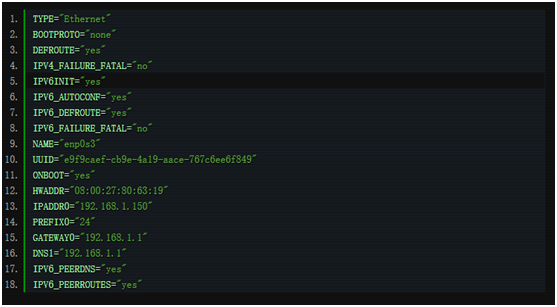 1. TYPE="Ethernet"
2. BOOTPROTO="none"
3. DEFROUTE="yes"
4. IPV4_FAILURE_FATAL="no"
5. IPV6INIT="yes"
6. IPV6_AUTOCONF="yes"
7. IPV6_DEFROUTE="yes"
8. IPV6_FAILURE_FATAL="no"
9. NAME="enp0s3"
10. UUID="e9f9caef-cb9e-4a19-aace-767c6ee6f849"
11. ONBOOT="yes"
12. HWADDR="08:00:27:80:63:19"
13. IPADDR0="192.168.1.150"
14. PREFIX0="24"
15. GATEWAY0="192.168.1.1"
16. DNS1="192.168.1.1"
17. IPV6_PEERDNS="yes"
18. IPV6_PEERROUTES="yes"